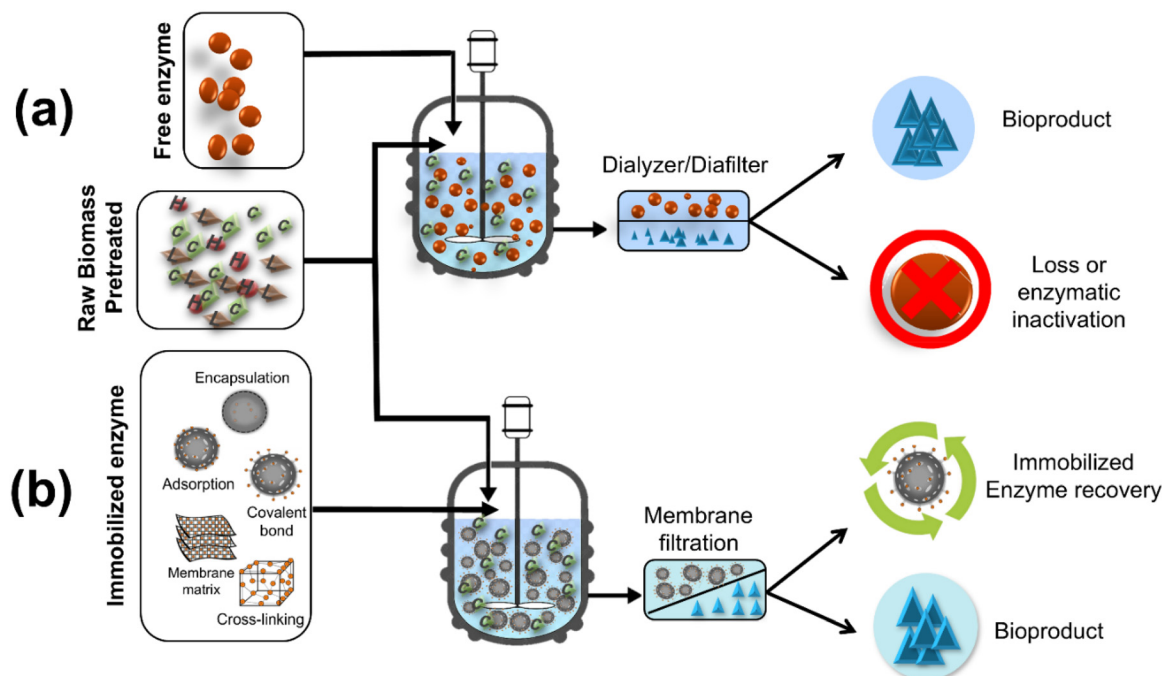 (a)
Free enzyme
Raw Biomass
Pretreated
H
L
C
C
L
C
C
H
C
L
H
C
L
C
L
H
L
C
C
L
C
C
C
C
C
C
C
C
C
C
Dialyzer/Diafilter
Bioproduct
Loss or
enzymatic
inactivation
(b)
Immobilized enzyme
Encapsulation
Adsorption
Covalent
bond
Membrane
matrix
Cross-linking
C
C
C
C
C
C
C
C
Membrane
filtration
Immobilized
Enzyme recovery
Bioproduct